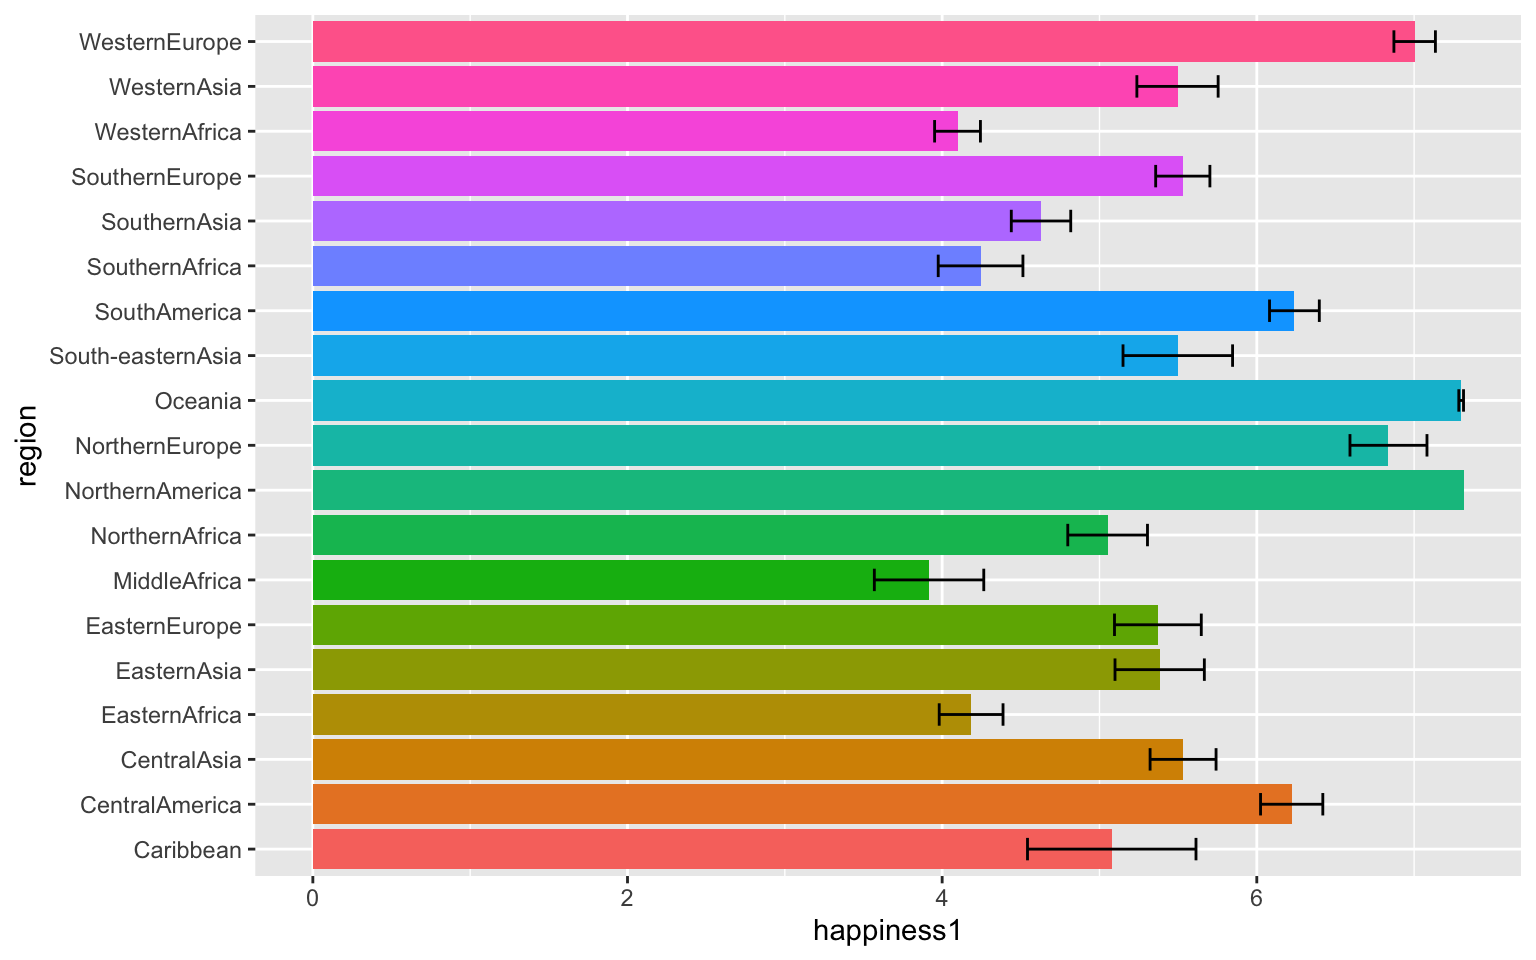 WesternEurope
WesternAsia
WesternAfrica
SouthernEurope
SouthernAsia
SouthernAfrica
SouthAmerica
South-easternAsia
Oceania
NorthernEurope
NorthernAmerica
NorthernAfrica
MiddleAfrica
EasternEurope
EasternAsia
EasternAfrica
CentralAsia
CentralAmerica
Caribbean
region
0 2 4 6
happiness1